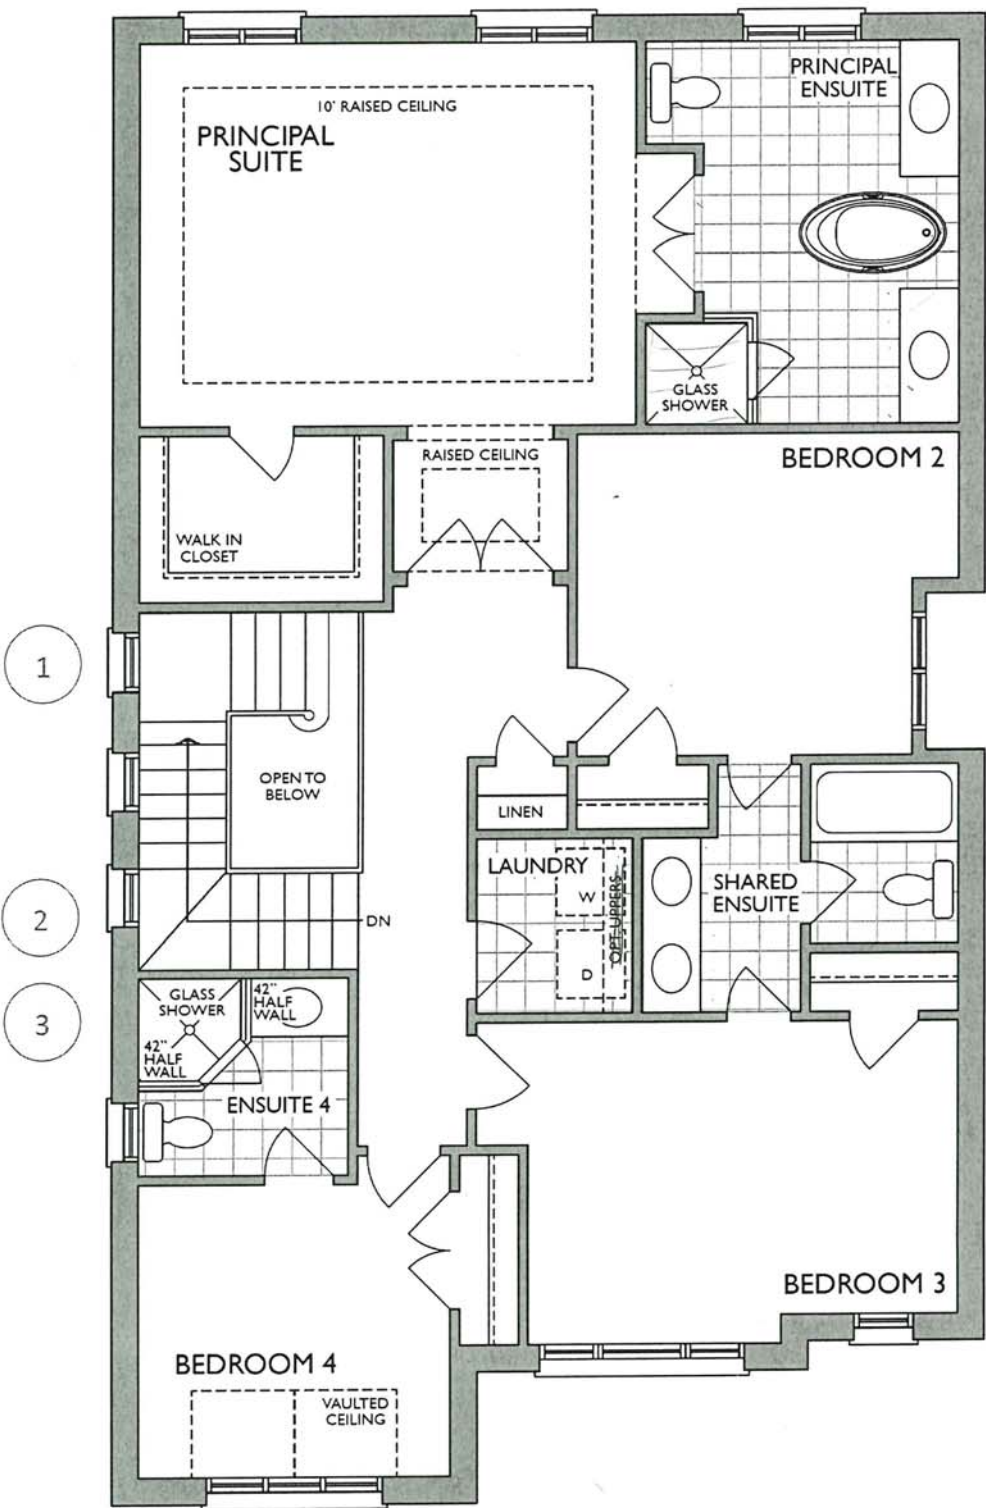 10' RAISED CEILING
PRINCIPAL
SUITE
PRINCIPAL
ENSUITE
GLASS
SHOWER
RAISED CEILING
BEDROOM 2
WALK IN
CLOSET
1
OPEN TO
BELOW
LINEN
LAUNDRY
W
OPT UPPERS
D
SHARED
ENSUITE
2
DN
3
GLASS
SHOWER
42"
HALF
WALL
42"
HALF
WALL
ENSUITE 4
BEDROOM 3
BEDROOM 4
VAULTED
CEILING